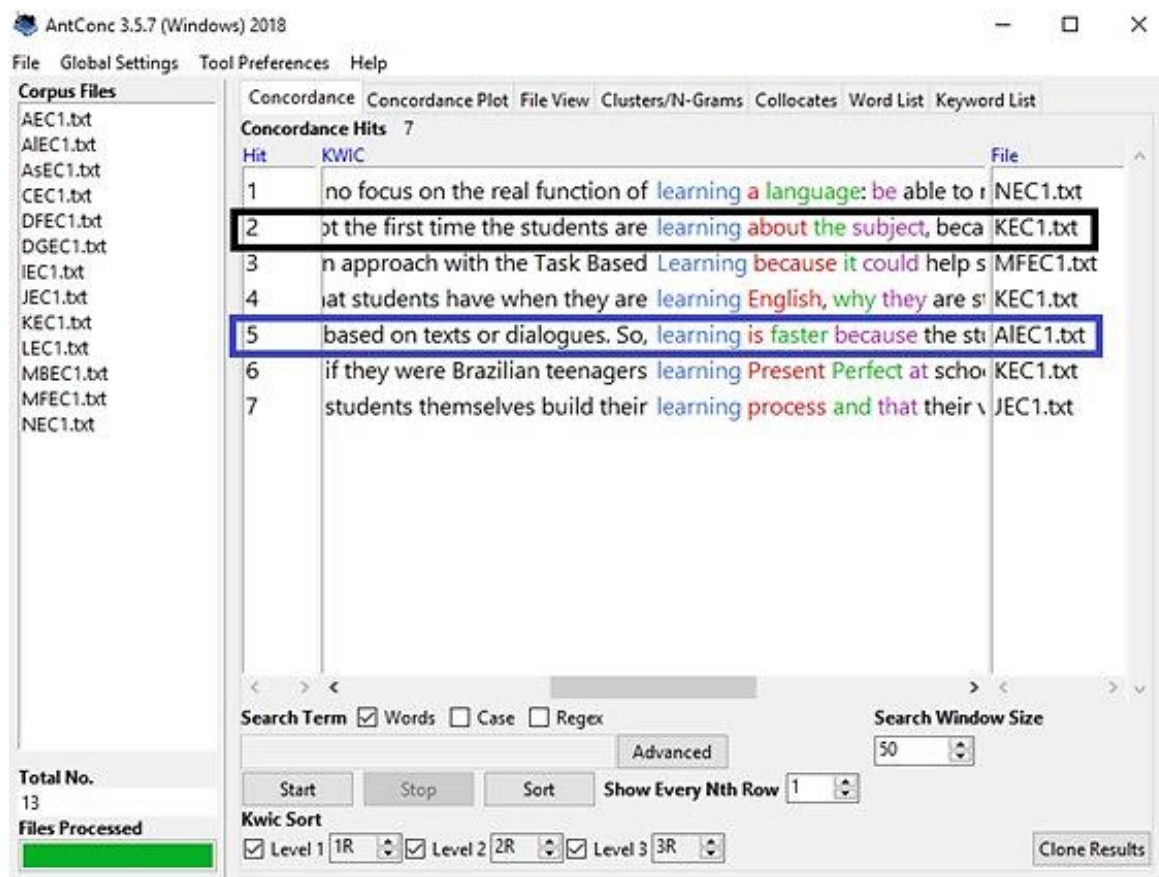 AntConc 3.5.7 (Windows) 2018
File Global Settings Tool Preferences Help
Corpus Files
AEC1.txt
AlEC1.txt
AsEC1.txt
CEC1.txt
DFEC1.txt
DGEC1.txt
IEC1.txt
JEC1.txt
KEC1.txt
LEC1.txt
MBEC1.txt
MFEC1.txt
NEC1.txt
Total No.
13
Files Processed
Concordance Concordance Plot File View Clusters/N-Grams Collocates Word List Keyword List
Concordance Hits 7
Hit KWIC File
1 no focus on the real function of learning a language: be able to NEC1.txt
2 the first time the students are learning about the subject, beca KEC1.txt
3 n approach with the Task Based Learning because it could help s MFEC1.txt
4 at students have when they are learning English, why they are KEC1.txt
5 based on texts or dialogues. So, learning is faster because the AlEC1.txt
6 if they were Brazilian teenagers learning Present Perfect at KEC1.txt
7 students themselves build their learning process and that their JEC1.txt
Search Term Words Case Regex Search Window Size
Advanced 50
Start Stop Sort Show Every Nth Row 1
Kwic Sort
Level 1 1R Level 2 2R Level 3 3R Clone Results